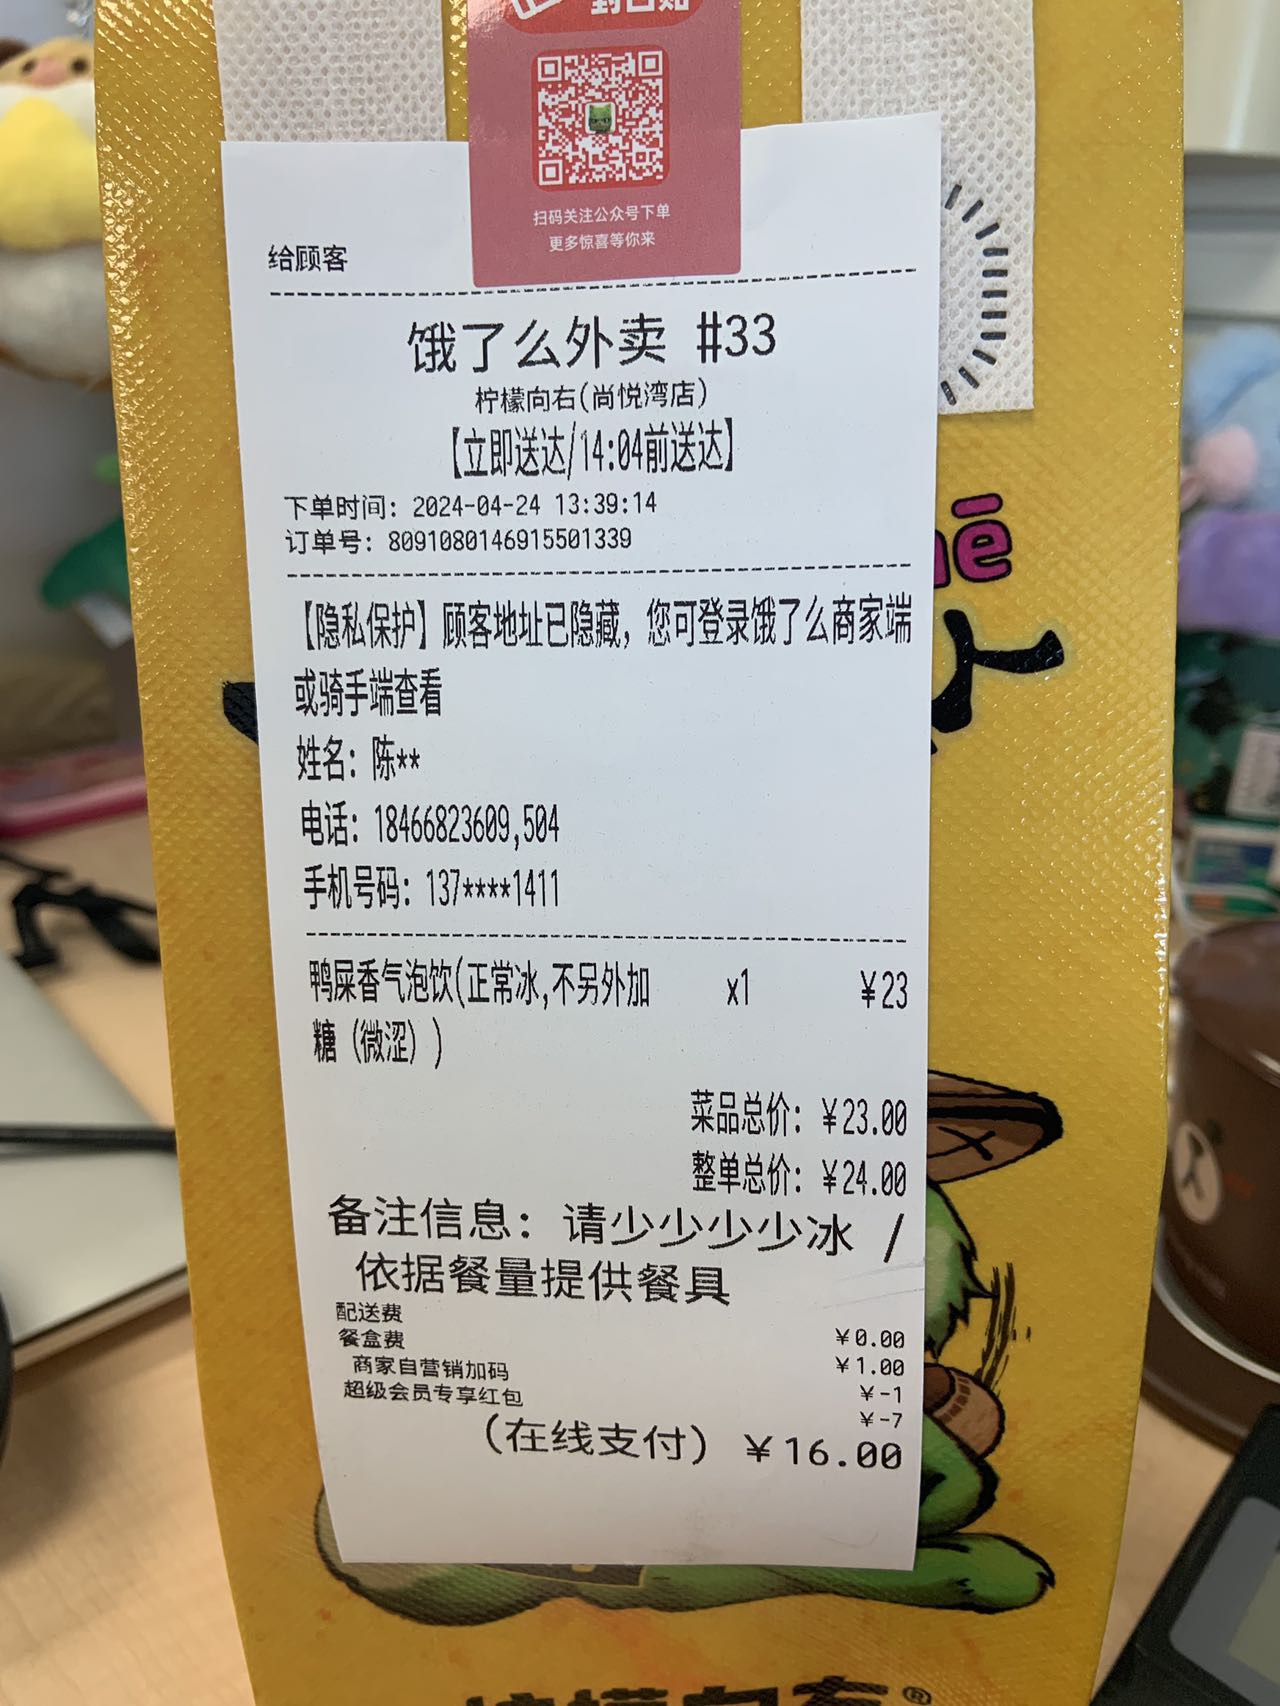 扫码关注公众号下单
更多惊喜等你来
给顾客
饿了么外卖 #33
柠檬向右(尚悦湾店)
【立即送达/14:04前送达】
下单时间: 2024-04-24 13:39:14
订单号: 8091080146915501339
【隐私保护】顾客地址已隐藏, 您可登录饿了么商家端
或骑手端查看
姓名: 陈**
电话: 18466823609,504
手机号码: 137****1411
鸭屎香气泡饮(正常冰,不另外加 x1 ¥23
糖 (微涩) )
菜品总价: ¥23.00
整单总价: ¥24.00
备注信息: 请少少少少冰 /
依据餐量提供餐具
配送费 ¥0.00
餐盒费 ¥1.00
商家自营销加码 ¥-1
超级会员专享红包 ¥-7
(在线支付) ¥16.00